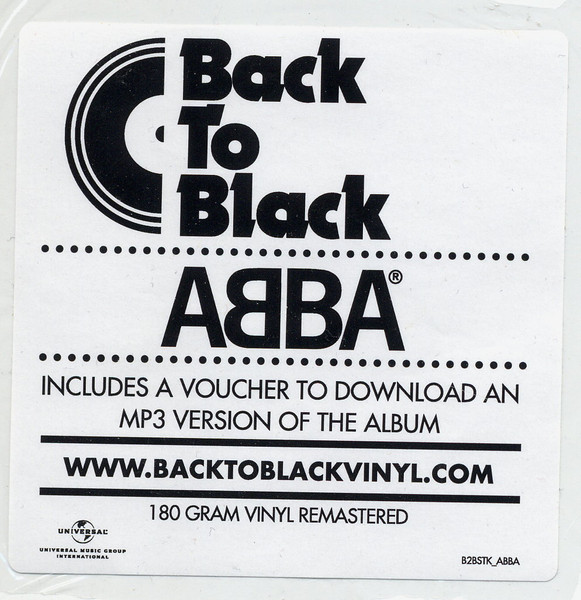 Back
To
Black
AᗺBA®
INCLUDES A VOUCHER TO DOWNLOAD AN
MP3 VERSION OF THE ALBUM
WWW.BACKTOBLACKVINYL.COM
180 GRAM VINYL REMASTERED
UNIVERSAL
UNIVERSAL MUSIC GROUP
INTERNATIONAL
B2BSTK_ABBA